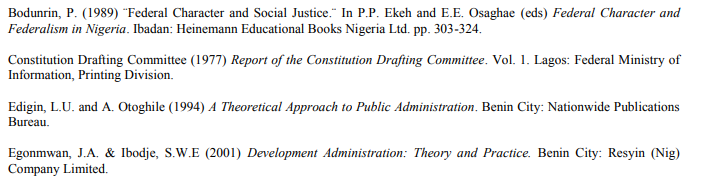 Bodunrin, P. (1989) ¨Federal Character and Social Justice.¨ In P.P. Ekeh and E.E. Osaghae (eds) Federal Character and
Federalism in Nigeria. Ibadan: Heinemann Educational Books Nigeria Ltd. pp. 303-324.
Constitution Drafting Committee (1977) Report of the Constitution Drafting Committee. Vol. 1. Lagos: Federal Ministry of
Information, Printing Division.
Edigin, L.U. and A. Otoghile (1994) A Theoretical Approach to Public Administration. Benin City: Nationwide Publications
Bureau.
Egonmwan, J.A. & Ibodje, S.W.E (2001) Development Administration: Theory and Practice. Benin City: Resyin (Nig)
Company Limited.